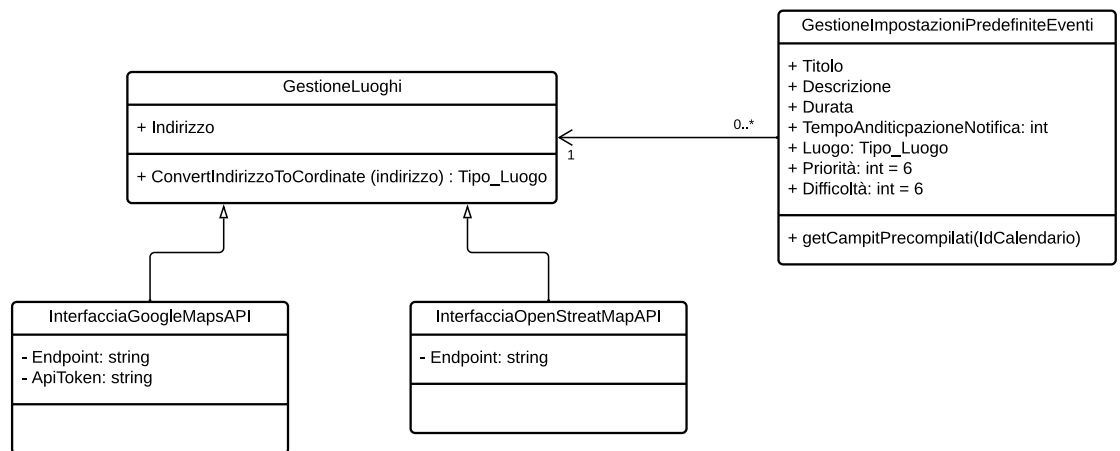 GestioneImpostazioniPredefiniteEventi
+ Titolo
+ Descrizione
+ Durata
+ TempoAnditicpazioneNotifica: int
+ Luogo: Tipo_Luogo
+ Priorità: int = 6
+ Difficoltà: int = 6
+ getCampitPrecompilati(IdCalendario)
GestioneLuoghi
+ Indirizzo
+ ConvertIndirizzoToCordinate (indirizzo) : Tipo_Luogo
0..*
1
InterfacciaGoogleMapsAPI
- Endpoint: string
- ApiToken: string
InterfacciaOpenStreatMapAPI
- Endpoint: string